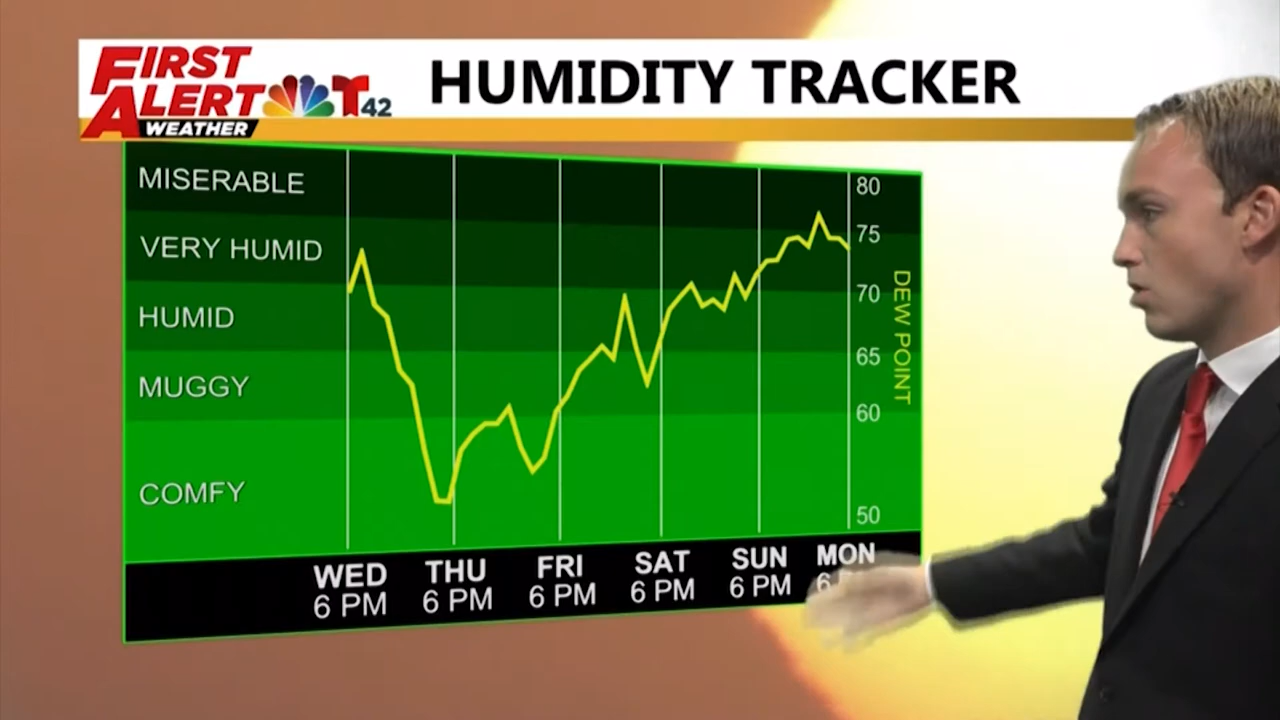 FIRST
ALERT
WEATHER
42
HUMIDITY TRACKER
MISERABLE
VERY HUMID
HUMID
MUGGY
COMFY
80
75
70
65
60
50
DEW POINT
WED THU FRI SAT SUN MON
6 PM 6 PM 6 PM 6 PM 6 PM 6